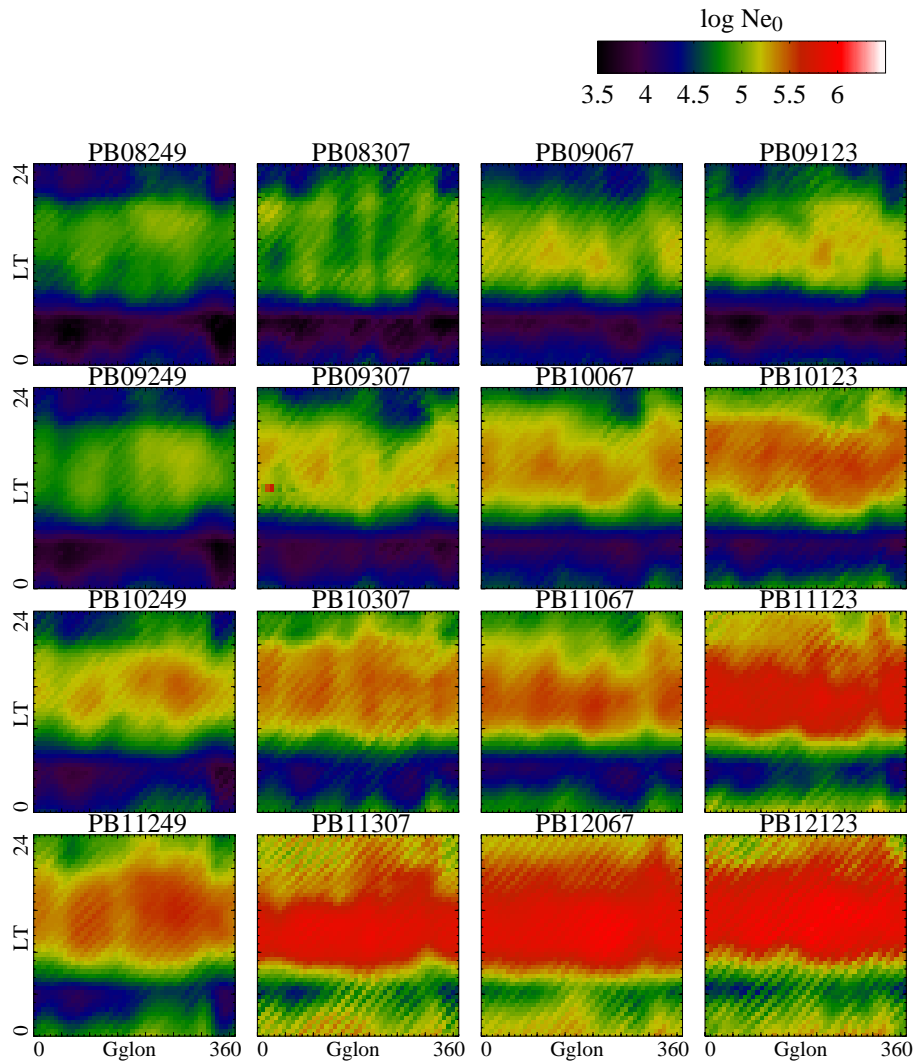 log Ne₀
3.5 4 4.5 5 5.5 6
PB08249 PB08307 PB09067 PB09123
24
LT
0
PB09249 PB09307 PB10067 PB10123
24
LT
0
PB10249 PB10307 PB11067 PB11123
24
LT
0
PB11249 PB11307 PB12067 PB12123
24
LT
0
0 Gglon 360 0 Gglon 360 0 Gglon 360 0 Gglon 360